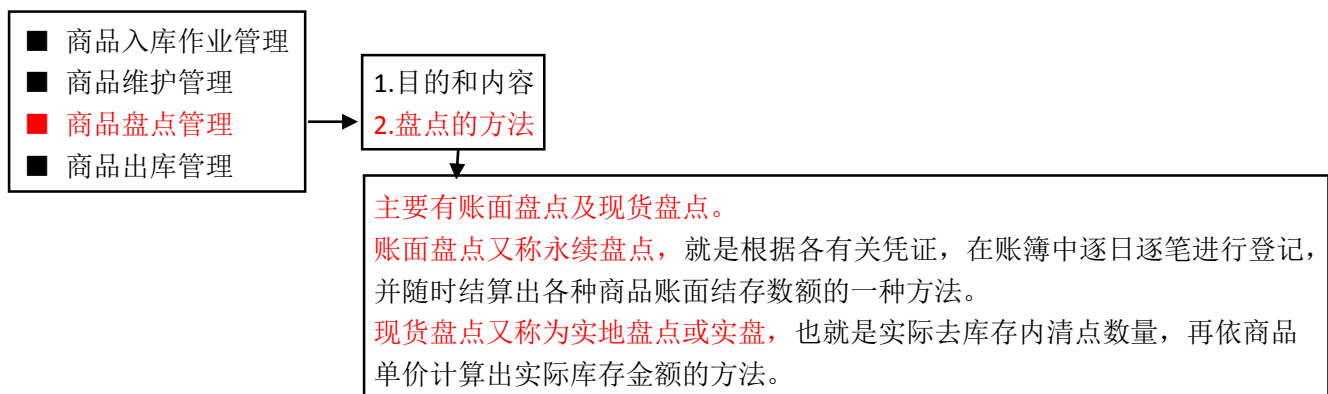 ■ 商品入库作业管理
■ 商品维护管理
■ 商品盘点管理
■ 商品出库管理
1.目的和内容
2.盘点的方法
主要有账面盘点及现货盘点。
账面盘点又称永续盘点，就是根据各有关凭证，在账簿中逐日逐笔进行登记，
并随时结算出各种商品账面结存数额的一种方法。
现货盘点又称为实地盘点或实盘，也就是实际去库存内清点数量，再依商品
单价计算出实际库存金额的方法。